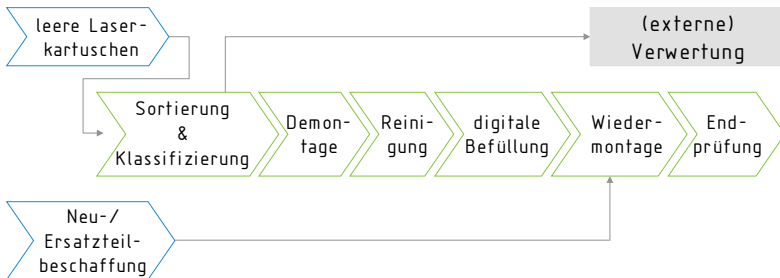 leere Laser-
kartuschen
(externe)
Verwertung
Sortierung
&
Klassifizierung
Demon-
tage
Reini-
gung
digitale
Befüllung
Wieder-
montage
End-
prüfung
Neu-/
Ersatzteil-
beschaffung